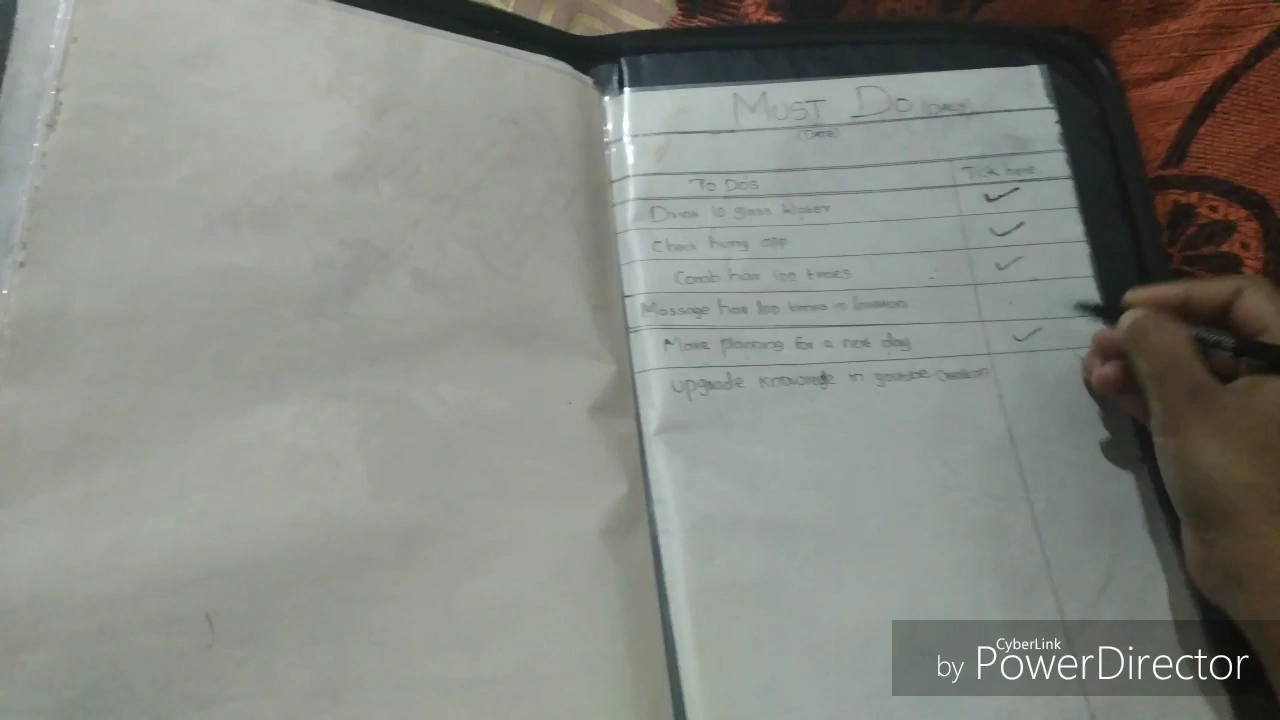 MUST DO (DAILY)
(DATE)
To Do's Tick here
Drink 10 glass Water
Check hung app
Comb hair 100 times
Massage hair 100 times in
Make planning for a next day
upgrade knowledge in youtube Creation
by CyberLink PowerDirector